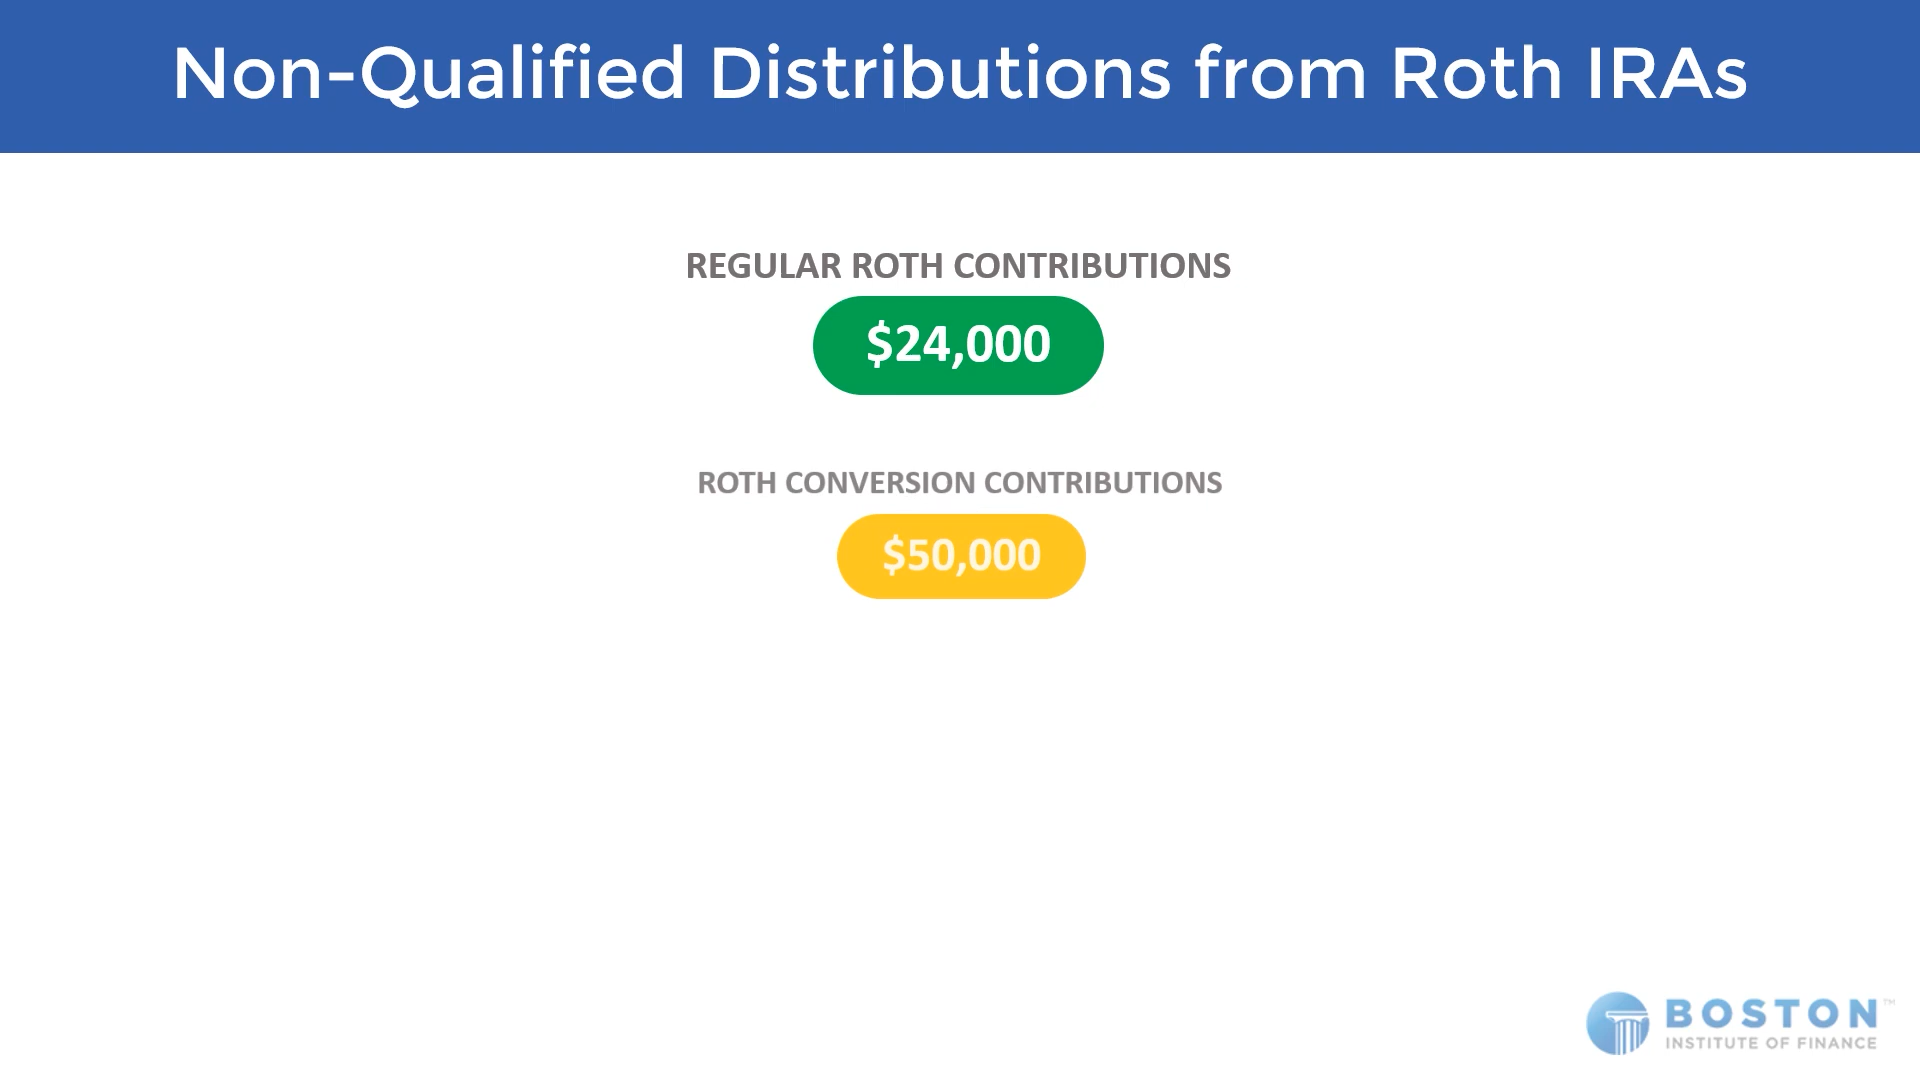 Non-Qualified Distributions from Roth IRAs
REGULAR ROTH CONTRIBUTIONS
$24,000
ROTH CONVERSION CONTRIBUTIONS
$50,000
BOSTON™
INSTITUTE OF FINANCE